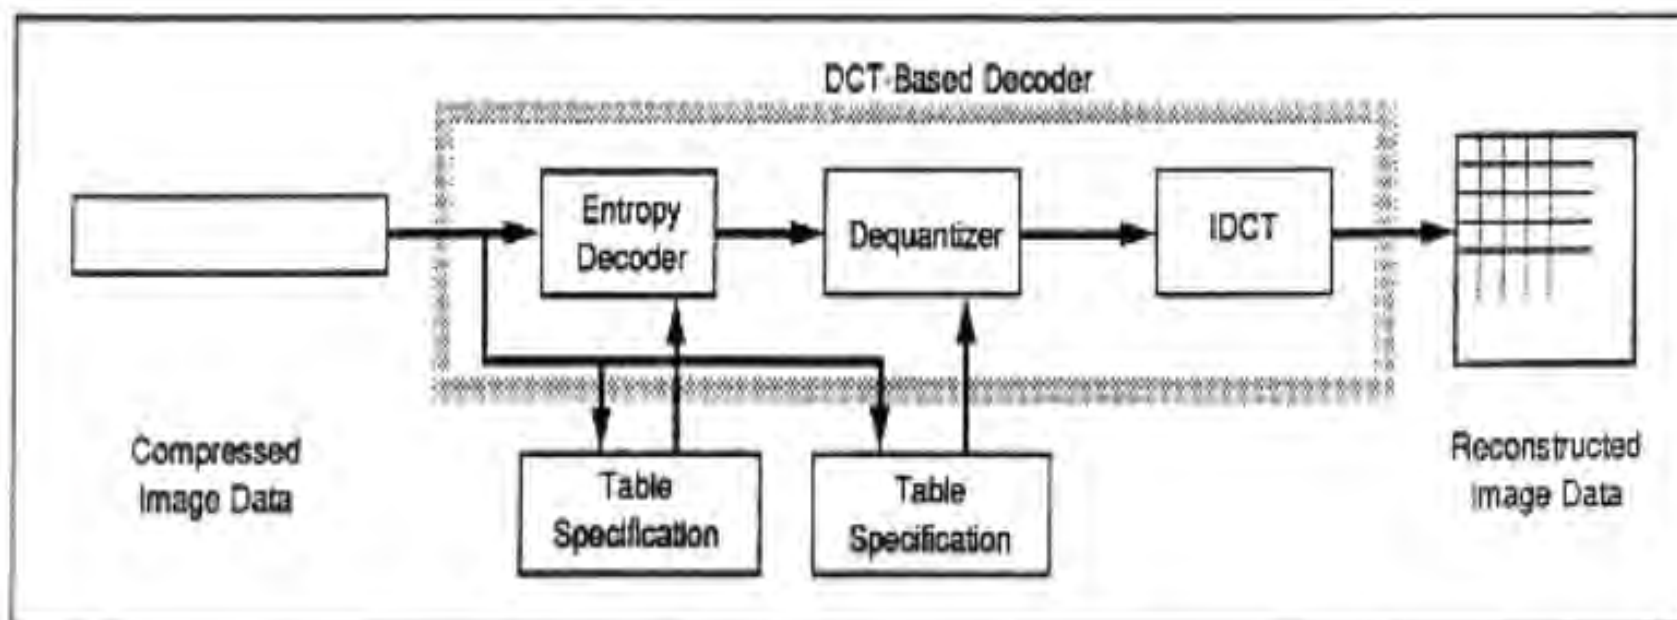 DCT-Based Decoder
Entropy
Decoder
Dequantizer
IDCT
Compressed
Image Data
Table
Specification
Table
Specification
Reconstructed
Image Data